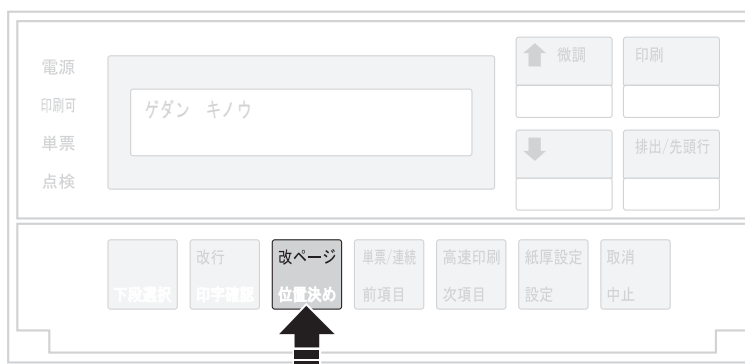 電源
印刷可
単票
点検
ゲダン キノウ
微調
印刷
排出/先頭行
下段選択
改行
印字確認
改ページ
位置決め
単票/連続
前項目
高速印刷
次項目
紙厚設定
設定
取消
中止